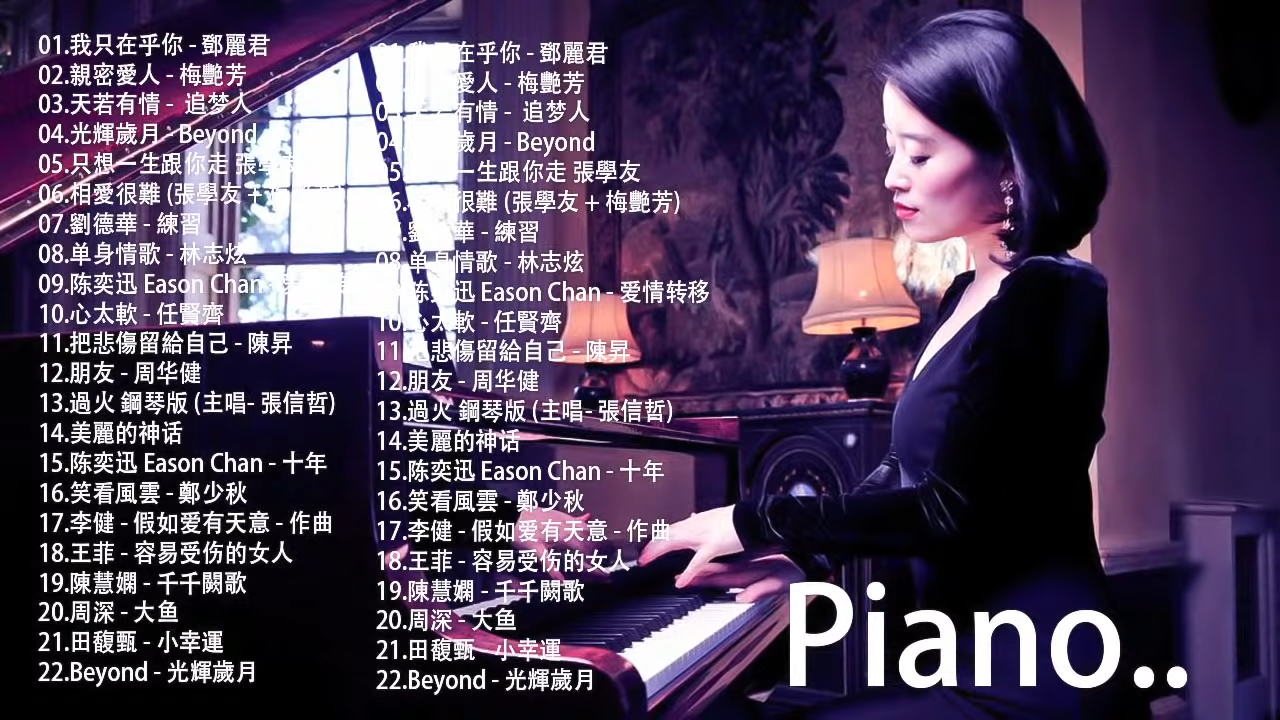 01.我只在乎你 - 鄧麗君
02.親密愛人 - 梅艷芳
03.天若有情 - 追梦人
04.光輝歲月 - Beyond
05.只想一生跟你走 張學
06.相愛很難 (張學友 +
07.劉德華 - 練習
08.单身情歌 - 林志炫
09.陈奕迅 Eason Chan
10.心太軟 - 任賢齊
11.把悲傷留給自己 - 陳昇
12.朋友 - 周华健
13.過火 鋼琴版 (主唱- 張信哲)
14.美麗的神话
15.陈奕迅 Eason Chan - 十年
16.笑看風雲 - 鄭少秋
17.李健 - 假如爱有天意 - 作曲
18.王菲 - 容易受伤的女人
19.陳慧嫻 - 千千闕歌
20.周深 - 大鱼
21.田馥甄 - 小幸運
22.Beyond - 光輝歲月
01.我只在乎你 - 鄧麗君
愛人 - 梅艷芳
有情 - 追梦人
歲月 - Beyond
一生跟你走 張學友
很難 (張學友 + 梅艷芳)
華 - 練習
08.单身情歌 - 林志炫
陈奕迅 Eason Chan - 爱情转移
10.心太軟 - 任賢齊
11.把悲傷留給自己 - 陳昇
12.朋友 - 周华健
13.過火 鋼琴版 (主唱- 張信哲)
14.美麗的神话
15.陈奕迅 Eason Chan - 十年
16.笑看風雲 - 鄭少秋
17.李健 - 假如爱有天意 - 作曲
18.王菲 - 容易受伤的女人
19.陳慧嫻 - 千千闕歌
20.周深 - 大鱼
21.田馥甄 - 小幸運
22.Beyond - 光輝歲月
Piano..